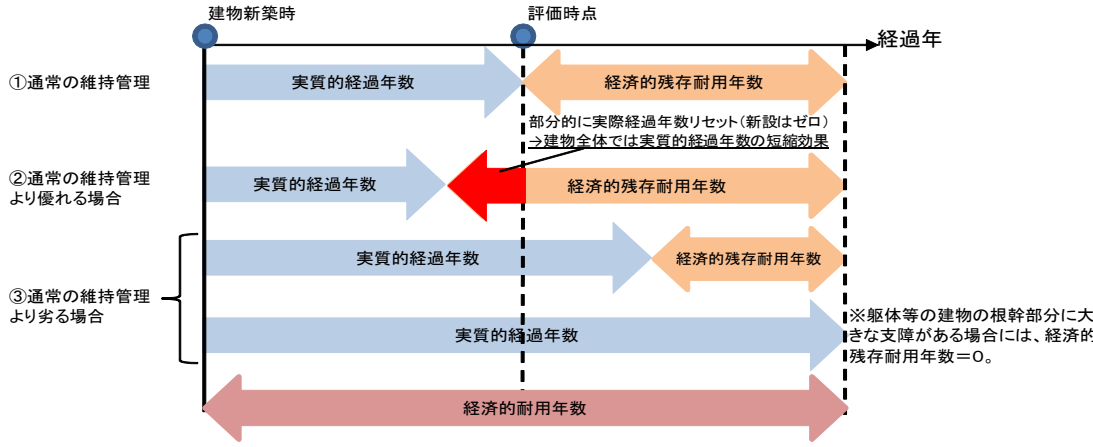 建物新築時
評価時点
経過年
①通常の維持管理
実質的経過年数
経済的残存耐用年数
部分的に実際経過年数リセット(新設はゼロ)
→建物全体では実質的経過年数の短縮効果
②通常の維持管理
より優れる場合
実質的経過年数
経済的残存耐用年数
実質的経過年数
経済的残存耐用年数
③通常の維持管理
より劣る場合
実質的経過年数
※躯体等の建物の根幹部分に大
きな支障がある場合には、経済的
残存耐用年数=0。
経済的耐用年数